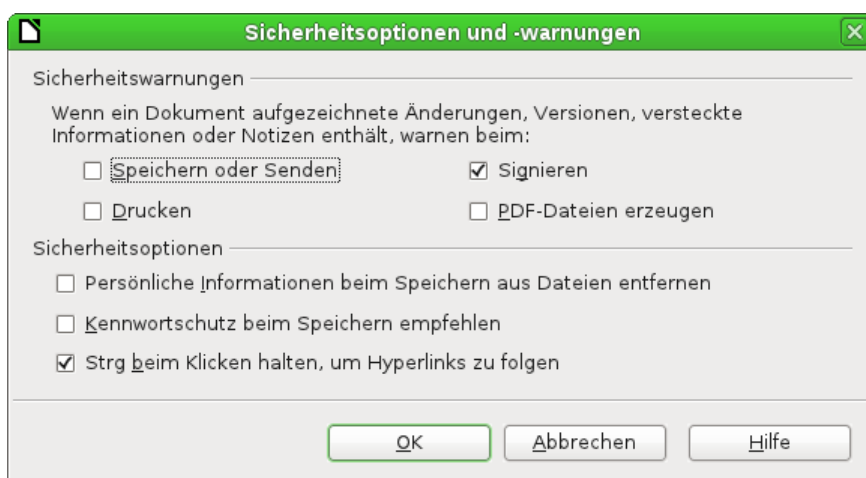 Sicherheitsoptionen und -warnungen
Sicherheitswarnungen
Wenn ein Dokument aufgezeichnete Änderungen, Versionen, versteckte
Informationen oder Notizen enthält, warnen beim:
Speichern oder Senden
Signieren
Drucken
PDF-Dateien erzeugen
Sicherheitsoptionen
Persönliche Informationen beim Speichern aus Dateien entfernen
Kennwortschutz beim Speichern empfehlen
Strg beim Klicken halten, um Hyperlinks zu folgen
OK
Abbrechen
Hilfe